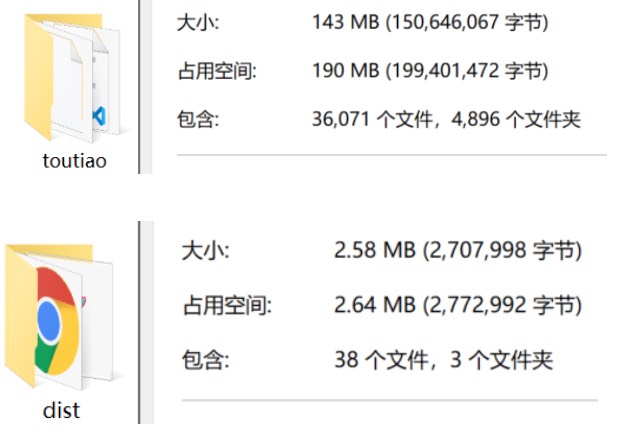 大小: 143 MB (150,646,067 字节)
占用空间: 190 MB (199,401,472 字节)
包含: 36,071 个文件，4,896 个文件夹
toutiao
大小: 2.58 MB (2,707,998 字节)
占用空间: 2.64 MB (2,772,992 字节)
包含: 38 个文件，3 个文件夹
dist